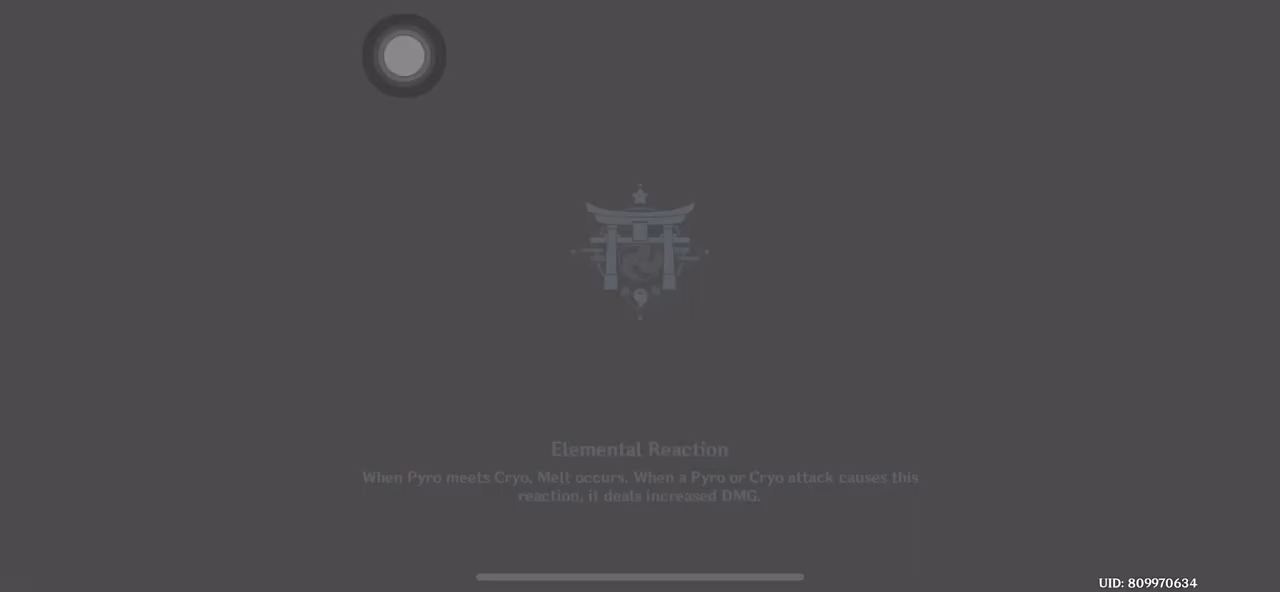 Elemental Reaction
When Pyro meets Cryo, Melt occurs. When a Pyro or Cryo attack causes this
reaction, it deals increased DMG.
UID: 809970634